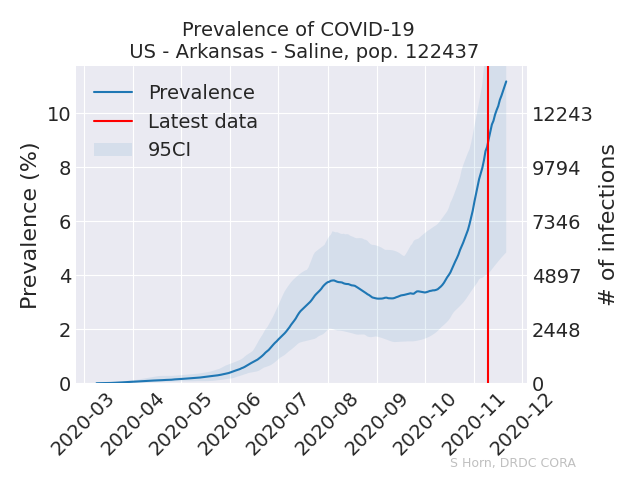 Prevalence of COVID-19
US - Arkansas - Saline, pop. 122437
Prevalence
Latest data
95CI
Prevalence (%)
10
8
6
4
2
0
12243
9794
7346
4897
2448
0
# of infections
2020-03
2020-04
2020-05
2020-06
2020-07
2020-08
2020-09
2020-10
2020-11
2020-12
S Horn, DRDC CORA